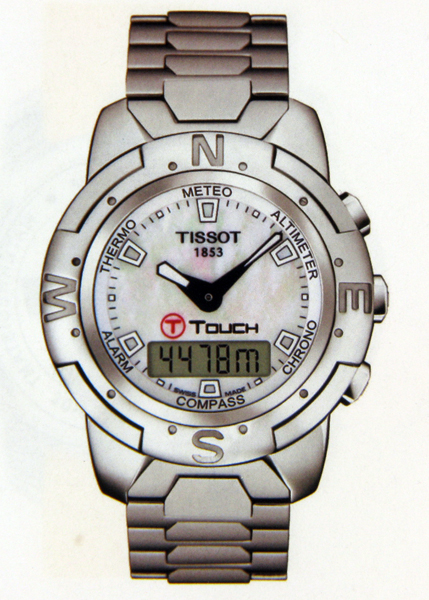 N
METEO
THERMO
ALTIMETER
TISSOT
1853
W
E
T TOUCH
4478m
ALARM
CHRONO
SWISS MADE
COMPASS
S